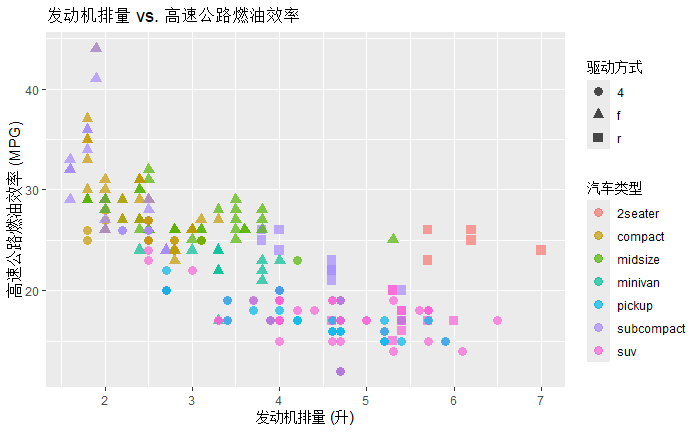 发动机排量 vs. 高速公路燃油效率
高速公路燃油效率 (MPG)
40
30
20
2
3
4
5
6
7
发动机排量 (升)
驱动方式
4
f
r
汽车类型
2seater
compact
midsize
minivan
pickup
subcompact
suv